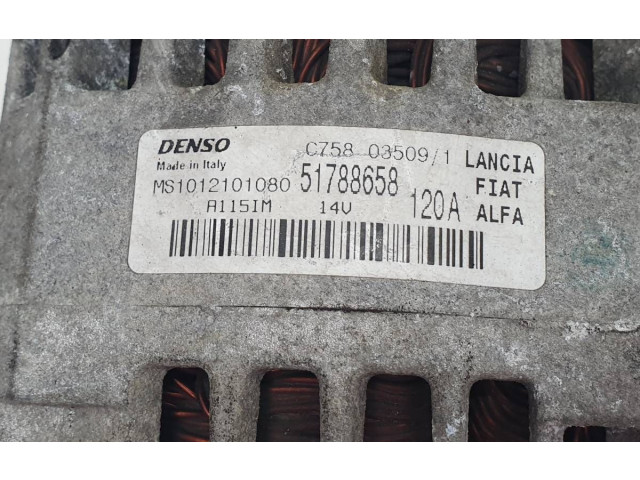 DENSO C758 03509/1 LANCIA
Made in Italy
MS1012101080 51788658 FIAT
A115IM 14V 120A ALFA